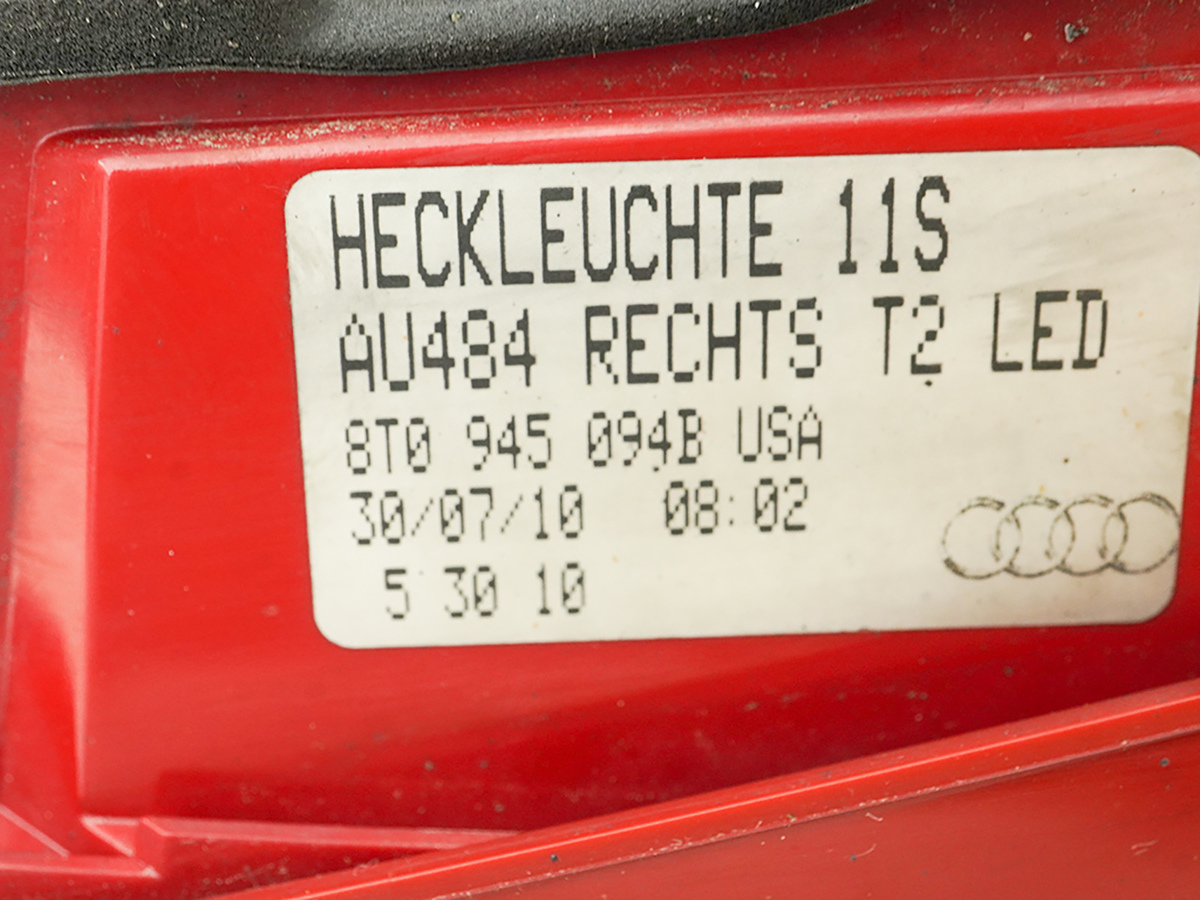 HECKLEUCHTE 11S
AU484 RECHTS T2 LED
8T0 945 094B USA
30/07/10 08:02
5 30 10